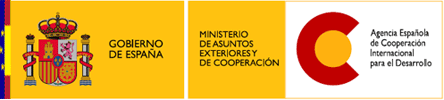 GOBIERNO
DE ESPAÑA
MINISTERIO
DE ASUNTOS
EXTERIORES Y
DE COOPERACIÓN
Agencia Española
de Cooperación
Internacional
para el Desarrollo